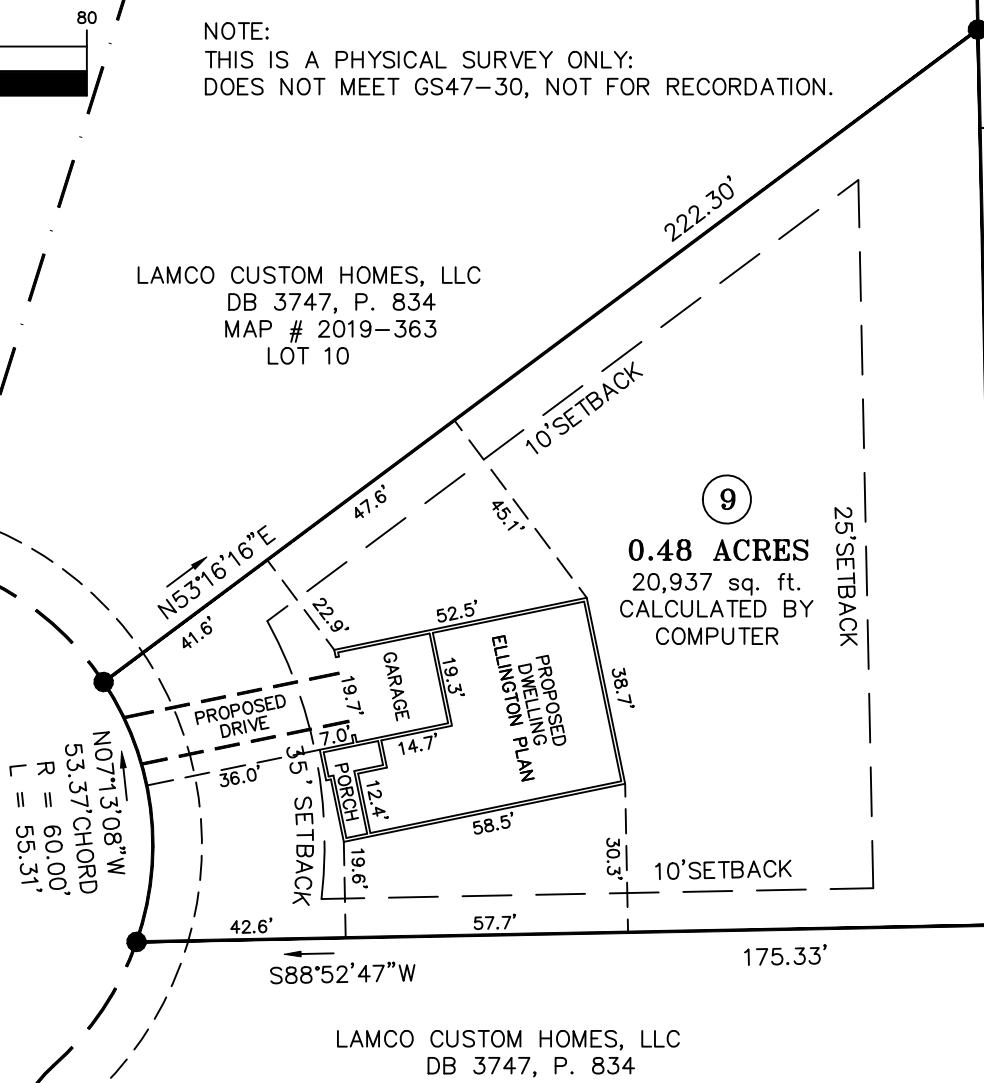 80
NOTE:
THIS IS A PHYSICAL SURVEY ONLY:
DOES NOT MEET GS47-30, NOT FOR RECORDATION.
222.30'
LAMCO CUSTOM HOMES, LLC
DB 3747, P. 834
MAP # 2019-363
LOT 10
10'SETBACK
47.6'
45.1'
9
0.48 ACRES
20,937 sq. ft.
CALCULATED BY
COMPUTER
25'SETBACK
N53°16'16"E
41.6'
22.9'
52.5'
GARAGE
19.3'
19.7'
PROPOSED
DWELLING
ELLINGTON PLAN
38.7'
PROPOSED
DRIVE
7.0'
14.7'
36.0'
35' SETBACK
PORCH
12.4'
58.5'
N07°13'08"W
53.37'CHORD
R = 60.00'
L = 55.31'
19.6'
30.3'
10'SETBACK
42.6'
57.7'
S88°52'47"W
175.33'
LAMCO CUSTOM HOMES, LLC
DB 3747, P. 834